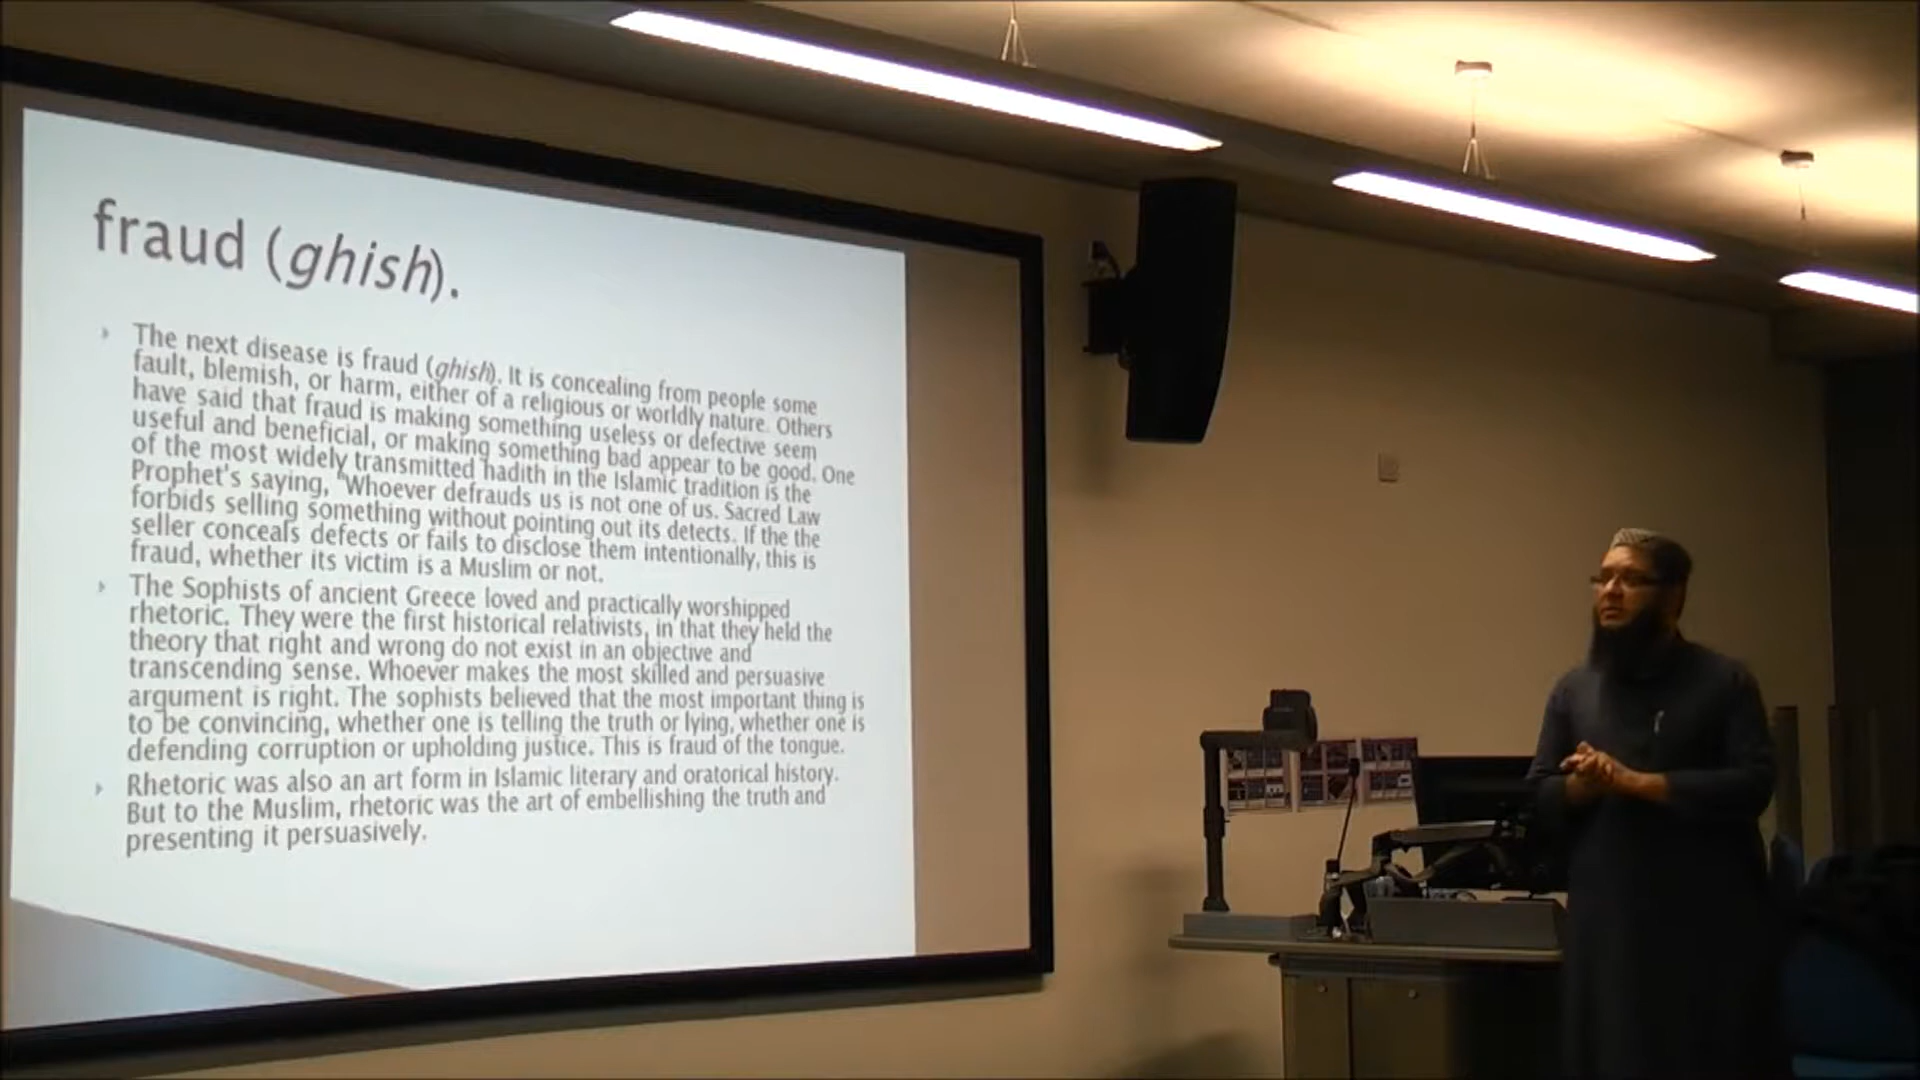 fraud (ghish).
The next disease is fraud (ghish). It is concealing from people some
fault, blemish, or harm, either of a religious or worldly nature. Others
have said that fraud is making something useless or defective seem
useful and beneficial, or making something bad appear to be good. One
of the most widely transmitted hadith in the Islamic tradition is the
Prophet's saying, "Whoever defrauds us is not one of us. Sacred Law
forbids selling something without pointing out its detects. If the the
seller conceals defects or fails to disclose them intentionally, this is
fraud, whether its victim is a Muslim or not.
The Sophists of ancient Greece loved and practically worshipped
rhetoric. They were the first historical relativists, in that they held the
theory that right and wrong do not exist in an objective and
transcending sense. Whoever makes the most skilled and persuasive
argument is right. The sophists believed that the most important thing is
to be convincing, whether one is telling the truth or lying, whether one is
defending corruption or upholding justice. This is fraud of the tongue.
Rhetoric was also an art form in Islamic literary and oratorical history.
But to the Muslim, rhetoric was the art of embellishing the truth and
presenting it persuasively.